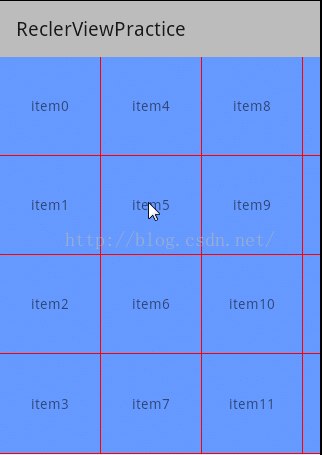 ReclerViewPractice
item0 item4 item8
item1 item5 item9
http://blog.csdn.net/
item2 item6 item10
item3 item7 item11